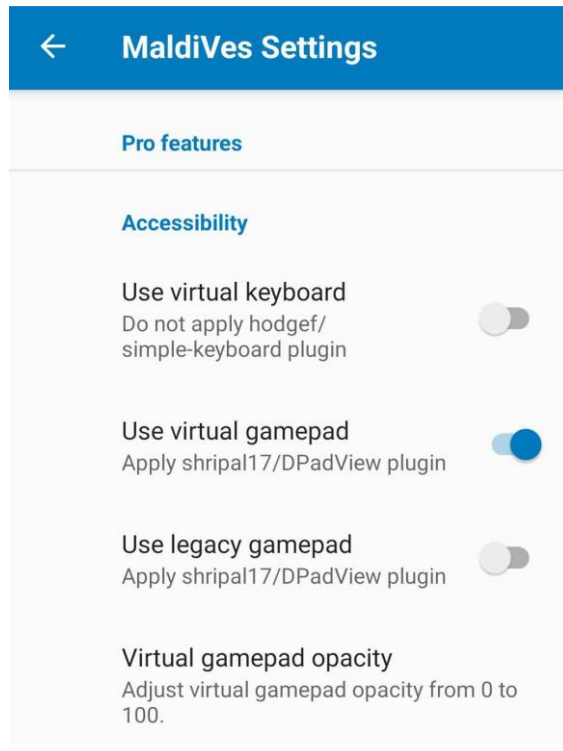 MaldiVes Settings
Pro features
Accessibility
Use virtual keyboard
Do not apply hodgef/
simple-keyboard plugin
Use virtual gamepad
Apply shripal17/DPadView plugin
Use legacy gamepad
Apply shripal17/DPadView plugin
Virtual gamepad opacity
Adjust virtual gamepad opacity from 0 to
100.